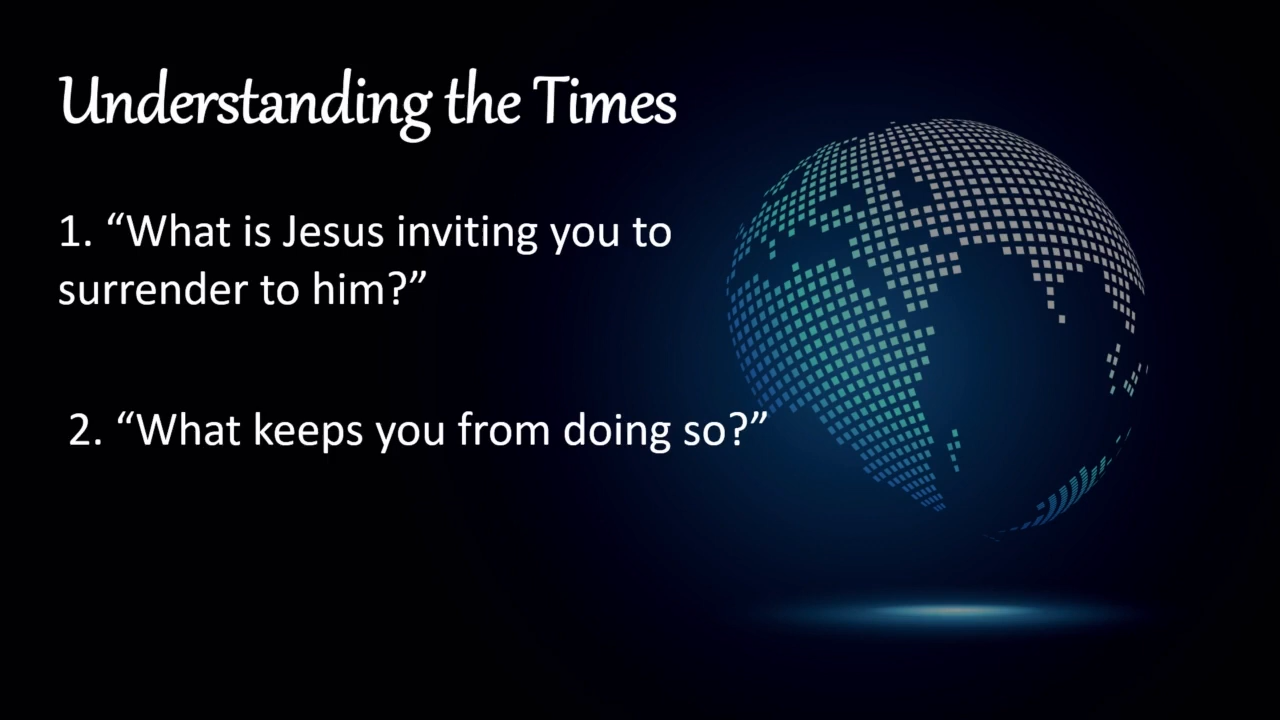 Understanding the Times
1. “What is Jesus inviting you to
surrender to him?”
2. “What keeps you from doing so?”